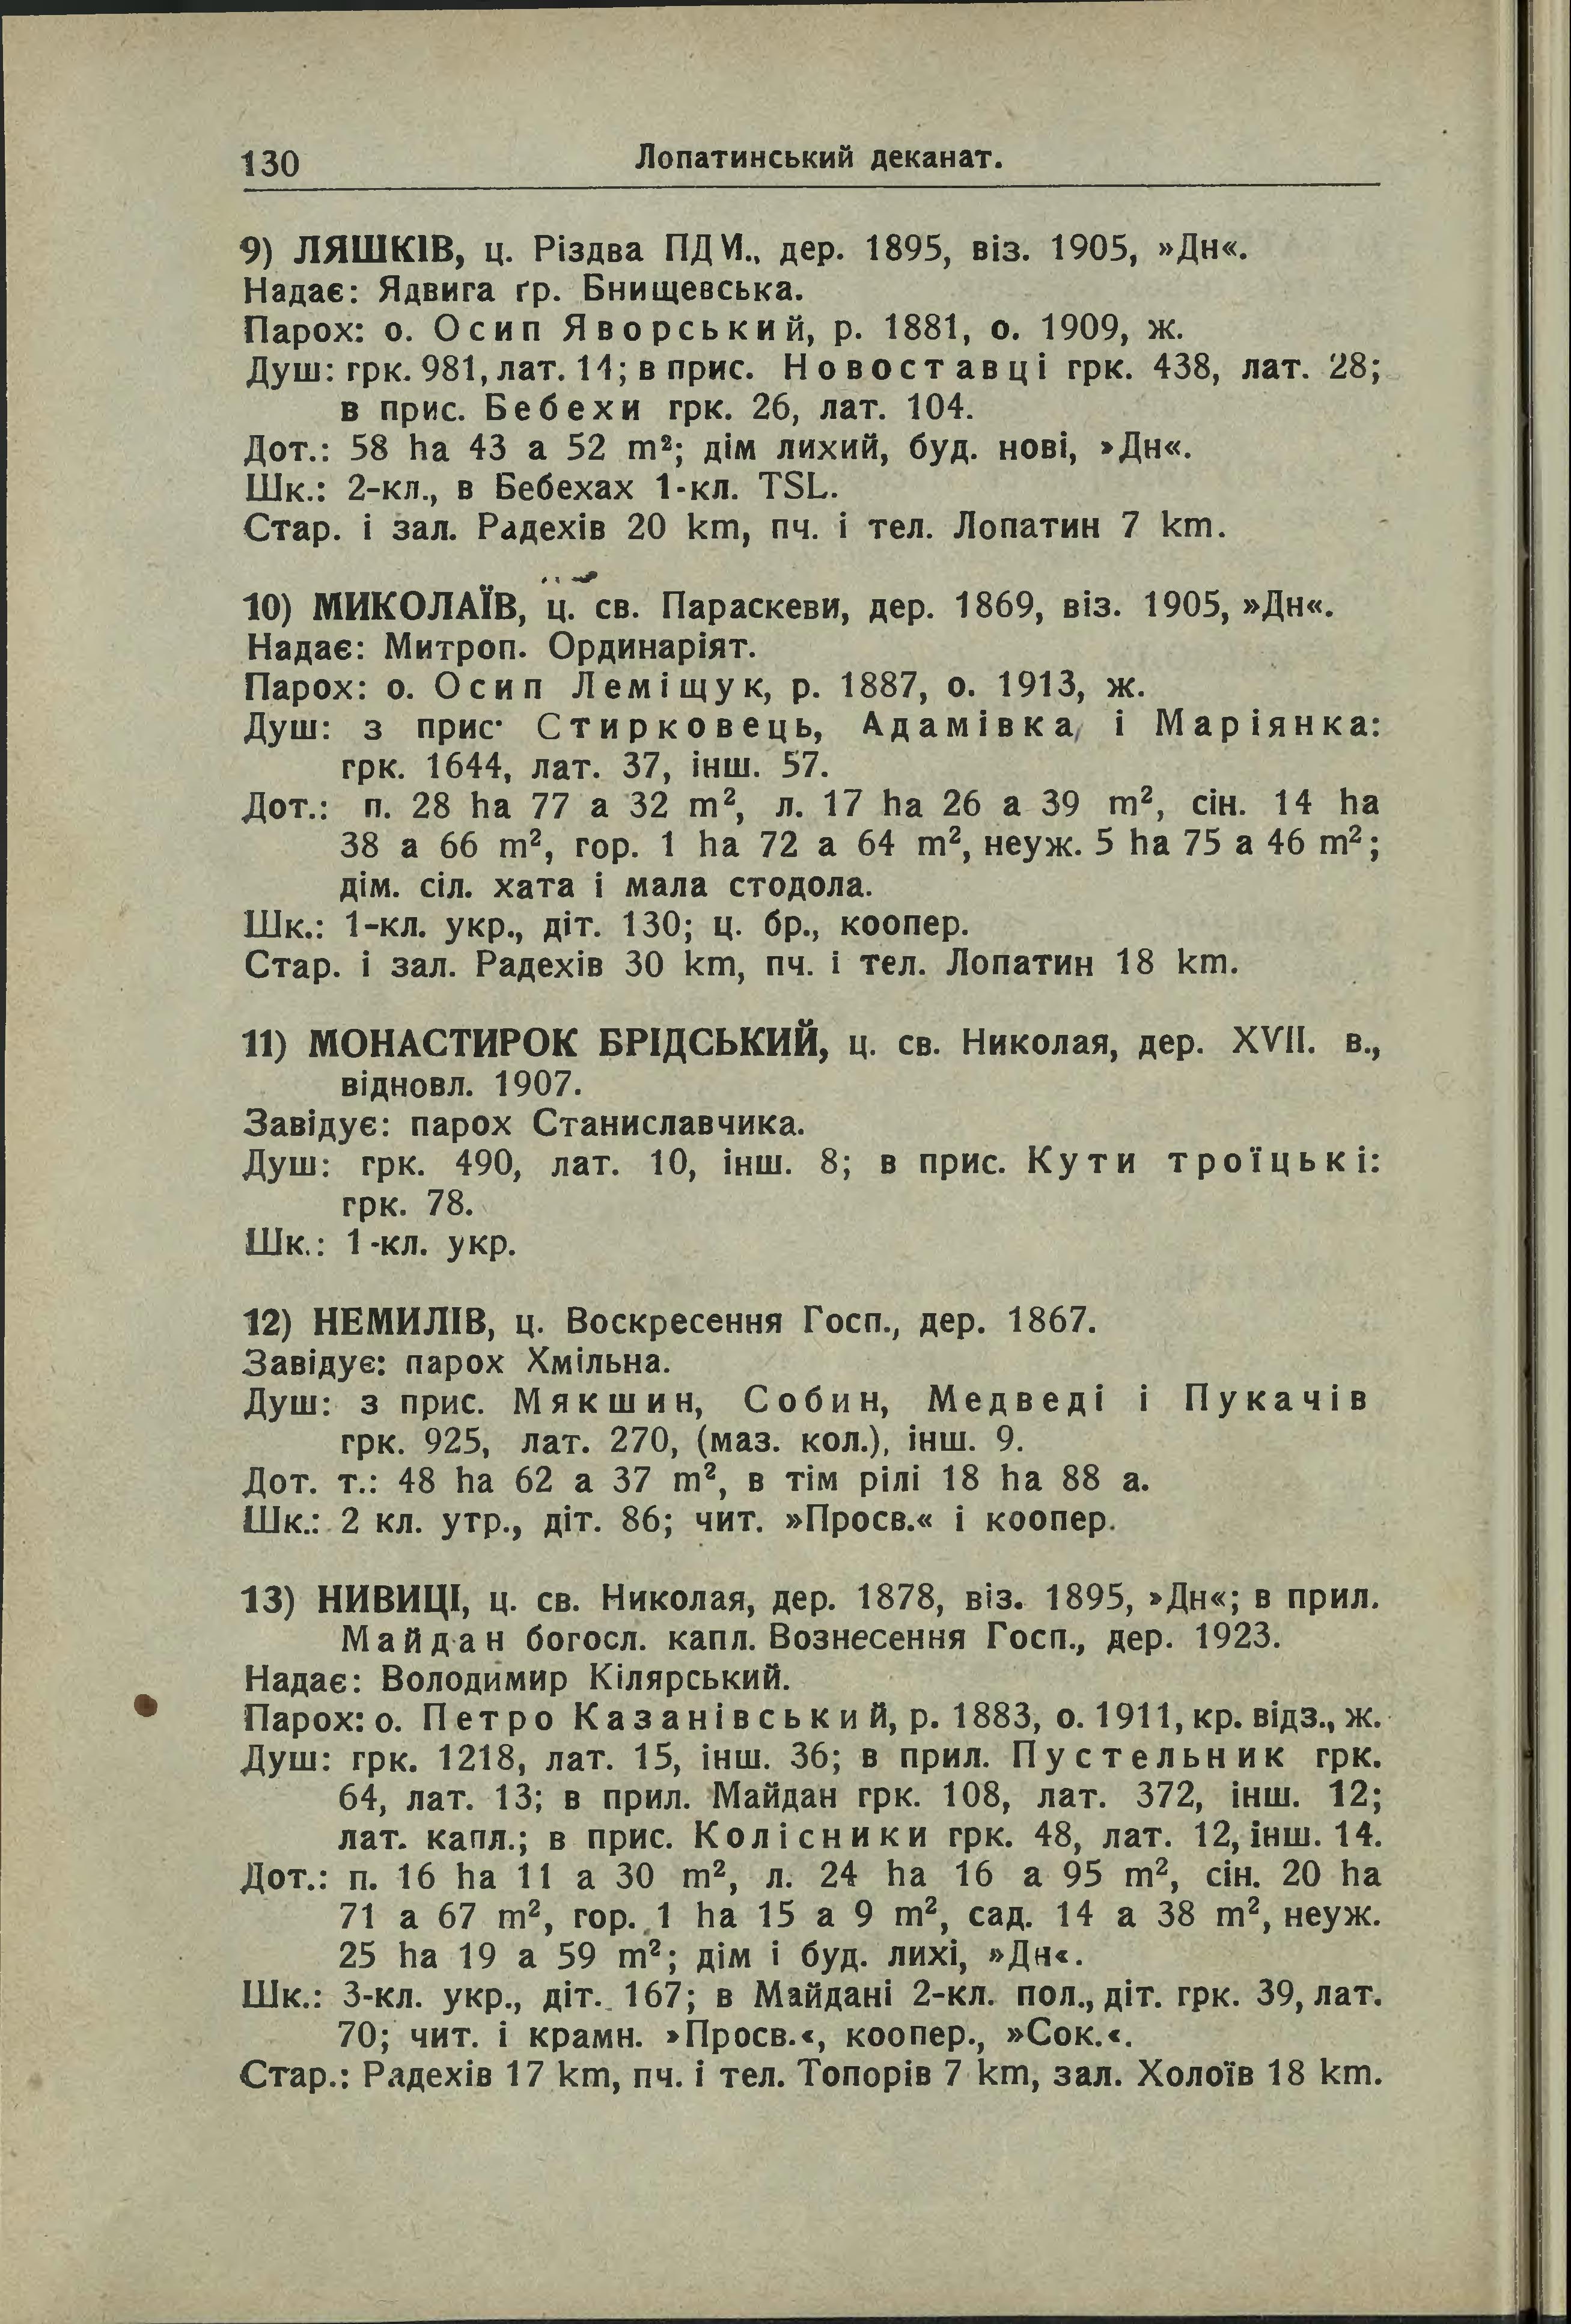 130 Лопатинський деканат.
9) ЛЯШКІВ, ц. Різдва ПДМ., дер. 1895, віз. 1905, »Дн«.
Надає: Ядвига ґр. Бнищевська.
Парох: о. Осип Яворський, р. 1881, о. 1909, ж.
Душ: грк. 981, лат. 14; в прис. Новоставці грк. 438, лат. 28;
в прис. Бебехи грк. 26, лат. 104.
Дот.: 58 ha 43 a 52 m²; дім лихий, буд. нові, »Дн«.
Шк.: 2-кл., в Бебехах 1-кл. TSL.
Стар. і зал. Радехів 20 km, пч. і тел. Лопатин 7 km.
10) МИКОЛАЇВ, ц. св. Параскеви, дер. 1869, віз. 1905, »Дн«.
Надає: Митроп. Ординаріят.
Парох: о. Осип Леміщук, р. 1887, о. 1913, ж.
Душ: з прис· Стирковець, Адамівка і Маріянка:
грк. 1644, лат. 37, інш. 57.
Дот.: п. 28 ha 77 a 32 m², л. 17 ha 26 a 39 m², сін. 14 ha
38 a 66 m², гор. 1 ha 72 a 64 m², неуж. 5 ha 75 a 46 m²;
дім. сіл. хата і мала стодола.
Шк.: 1-кл. укр., діт. 130; ц. бр., коопер.
Стар. і зал. Радехів 30 km, пч. і тел. Лопатин 18 km.
11) МОНАСТИРОК БРІДСЬКИЙ, ц. св. Николая, дер. XVII. в.,
відновл. 1907.
Завідує: парох Станиславчика.
Душ: грк. 490, лат. 10, інш. 8; в прис. Кути троїцькі:
грк. 78.
Шк.: 1-кл. укр.
12) НЕМИЛІВ, ц. Воскресення Госп., дер. 1867.
Завідує: парох Хмільна.
Душ: з прис. Мякшин, Собин, Медведі і Пукачів
грк. 925, лат. 270, (маз. кол.), інш. 9.
Дот. т.: 48 ha 62 a 37 m², в тім рілі 18 ha 88 a.
Шк.: 2 кл. утр., діт. 86; чит. »Просв.« і коопер.
13) НИВИЦІ, ц. св. Николая, дер. 1878, віз. 1895, »Дн«; в прил.
Майдан богосл. капл. Вознесення Госп., дер. 1923.
Надає: Володимир Кілярський.
Парох: о. Петро Казанівський, р. 1883, о. 1911, кр. відз., ж.
Душ: грк. 1218, лат. 15, інш. 36; в прил. Пустельник грк.
64, лат. 13; в прил. Майдан грк. 108, лат. 372, інш. 12;
лат. капл.; в прис. Колісники грк. 48, лат. 12, інш. 14.
Дот.: п. 16 ha 11 a 30 m², л. 24 ha 16 a 95 m², сін. 20 ha
71 a 67 m², гор. 1 ha 15 a 9 m², сад. 14 a 38 m², неуж.
25 ha 19 a 59 m²; дім і буд. лихі, »Дн«.
Шк.: 3-кл. укр., діт. 167; в Майдані 2-кл. пол., діт. грк. 39, лат.
70; чит. і крамн. »Просв.«, коопер., »Сок.«.
Стар.: Радехів 17 km, пч. і тел. Топорів 7 km, зал. Холоїв 18 km.